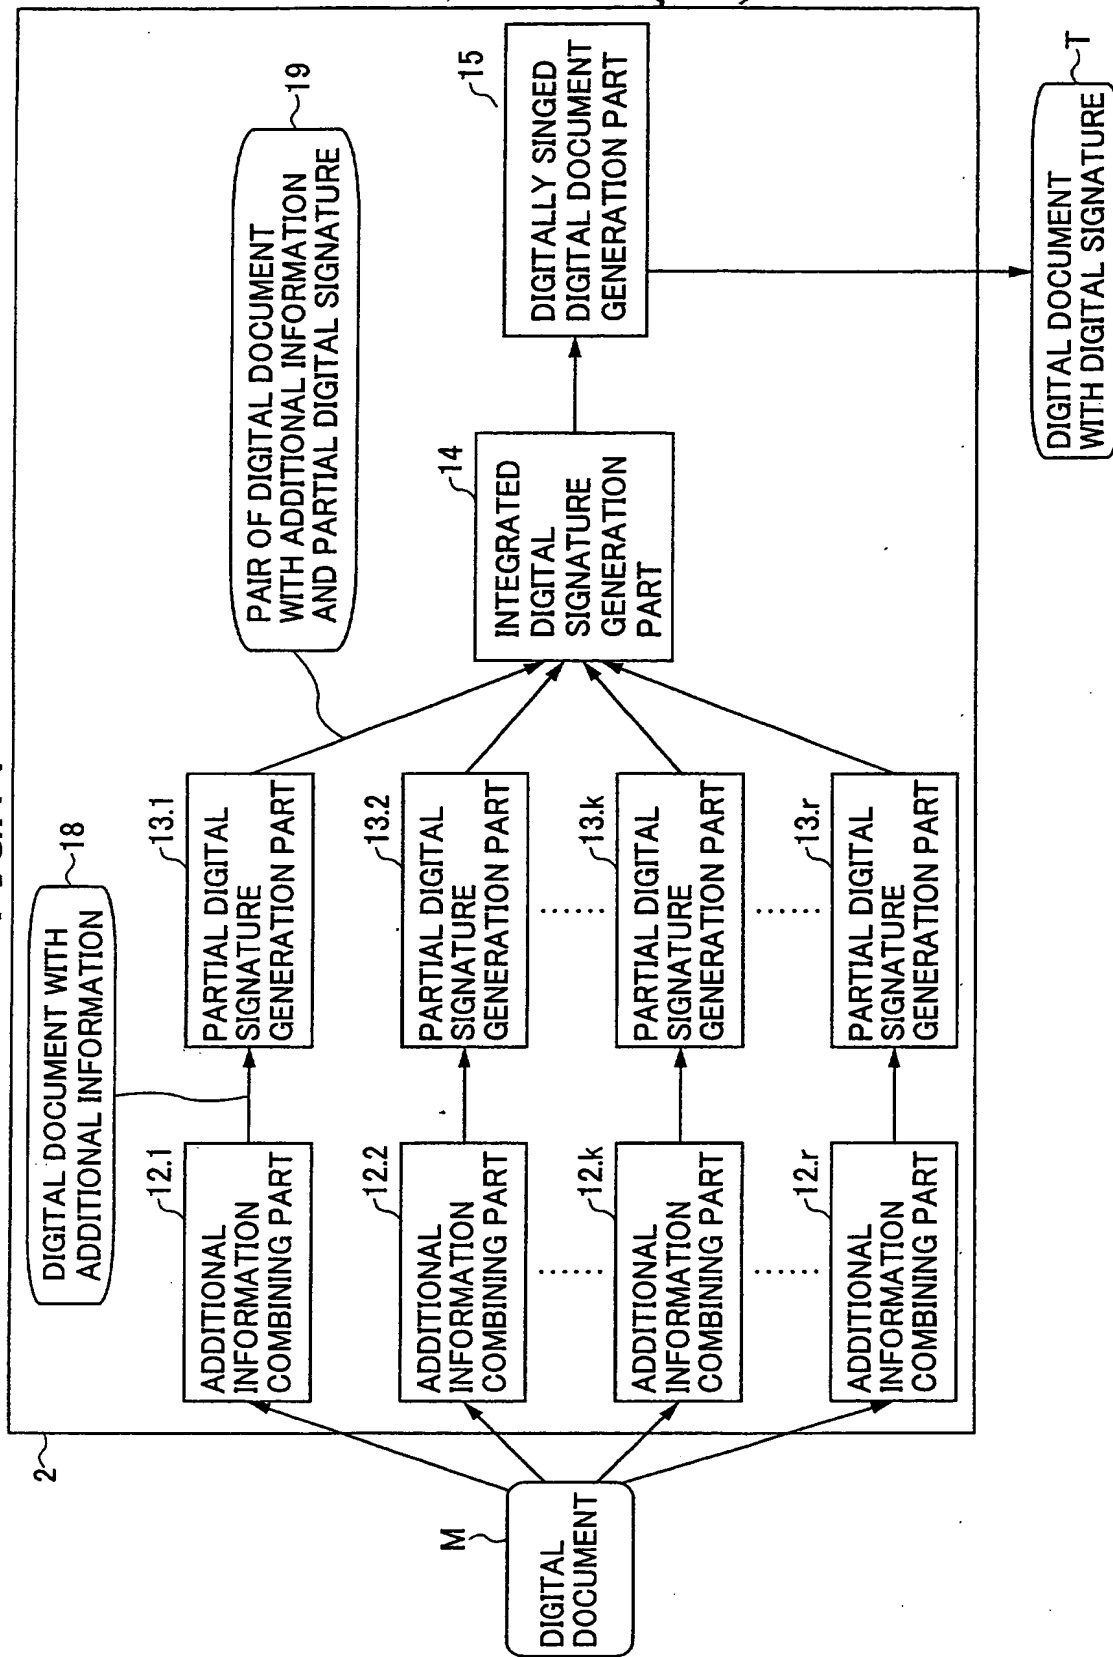 2
M
DIGITAL
DOCUMENT
18
DIGITAL DOCUMENT WITH
ADDITIONAL INFORMATION
19
PAIR OF DIGITAL DOCUMENT
WITH ADDITIONAL INFORMATION
AND PARTIAL DIGITAL SIGNATURE
12.1
ADDITIONAL
INFORMATION
COMBINING PART
13.1
PARTIAL DIGITAL
SIGNATURE
GENERATION PART
12.2
ADDITIONAL
INFORMATION
COMBINING PART
13.2
PARTIAL DIGITAL
SIGNATURE
GENERATION PART
12.k
ADDITIONAL
INFORMATION
COMBINING PART
13.k
PARTIAL DIGITAL
SIGNATURE
GENERATION PART
12.r
ADDITIONAL
INFORMATION
COMBINING PART
13.r
PARTIAL DIGITAL
SIGNATURE
GENERATION PART
14
INTEGRATED
DIGITAL
SIGNATURE
GENERATION
PART
15
DIGITALLY SINGED
DIGITAL DOCUMENT
GENERATION PART
T
DIGITAL DOCUMENT
WITH DIGITAL SIGNATURE